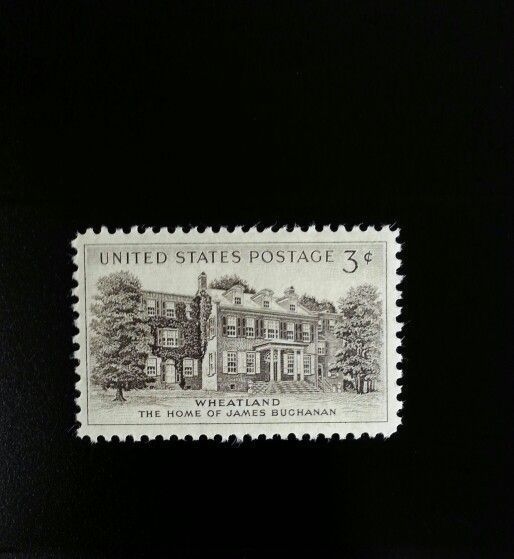 UNITED STATES POSTAGE 3¢
WHEATLAND
THE HOME OF JAMES BUCHANAN